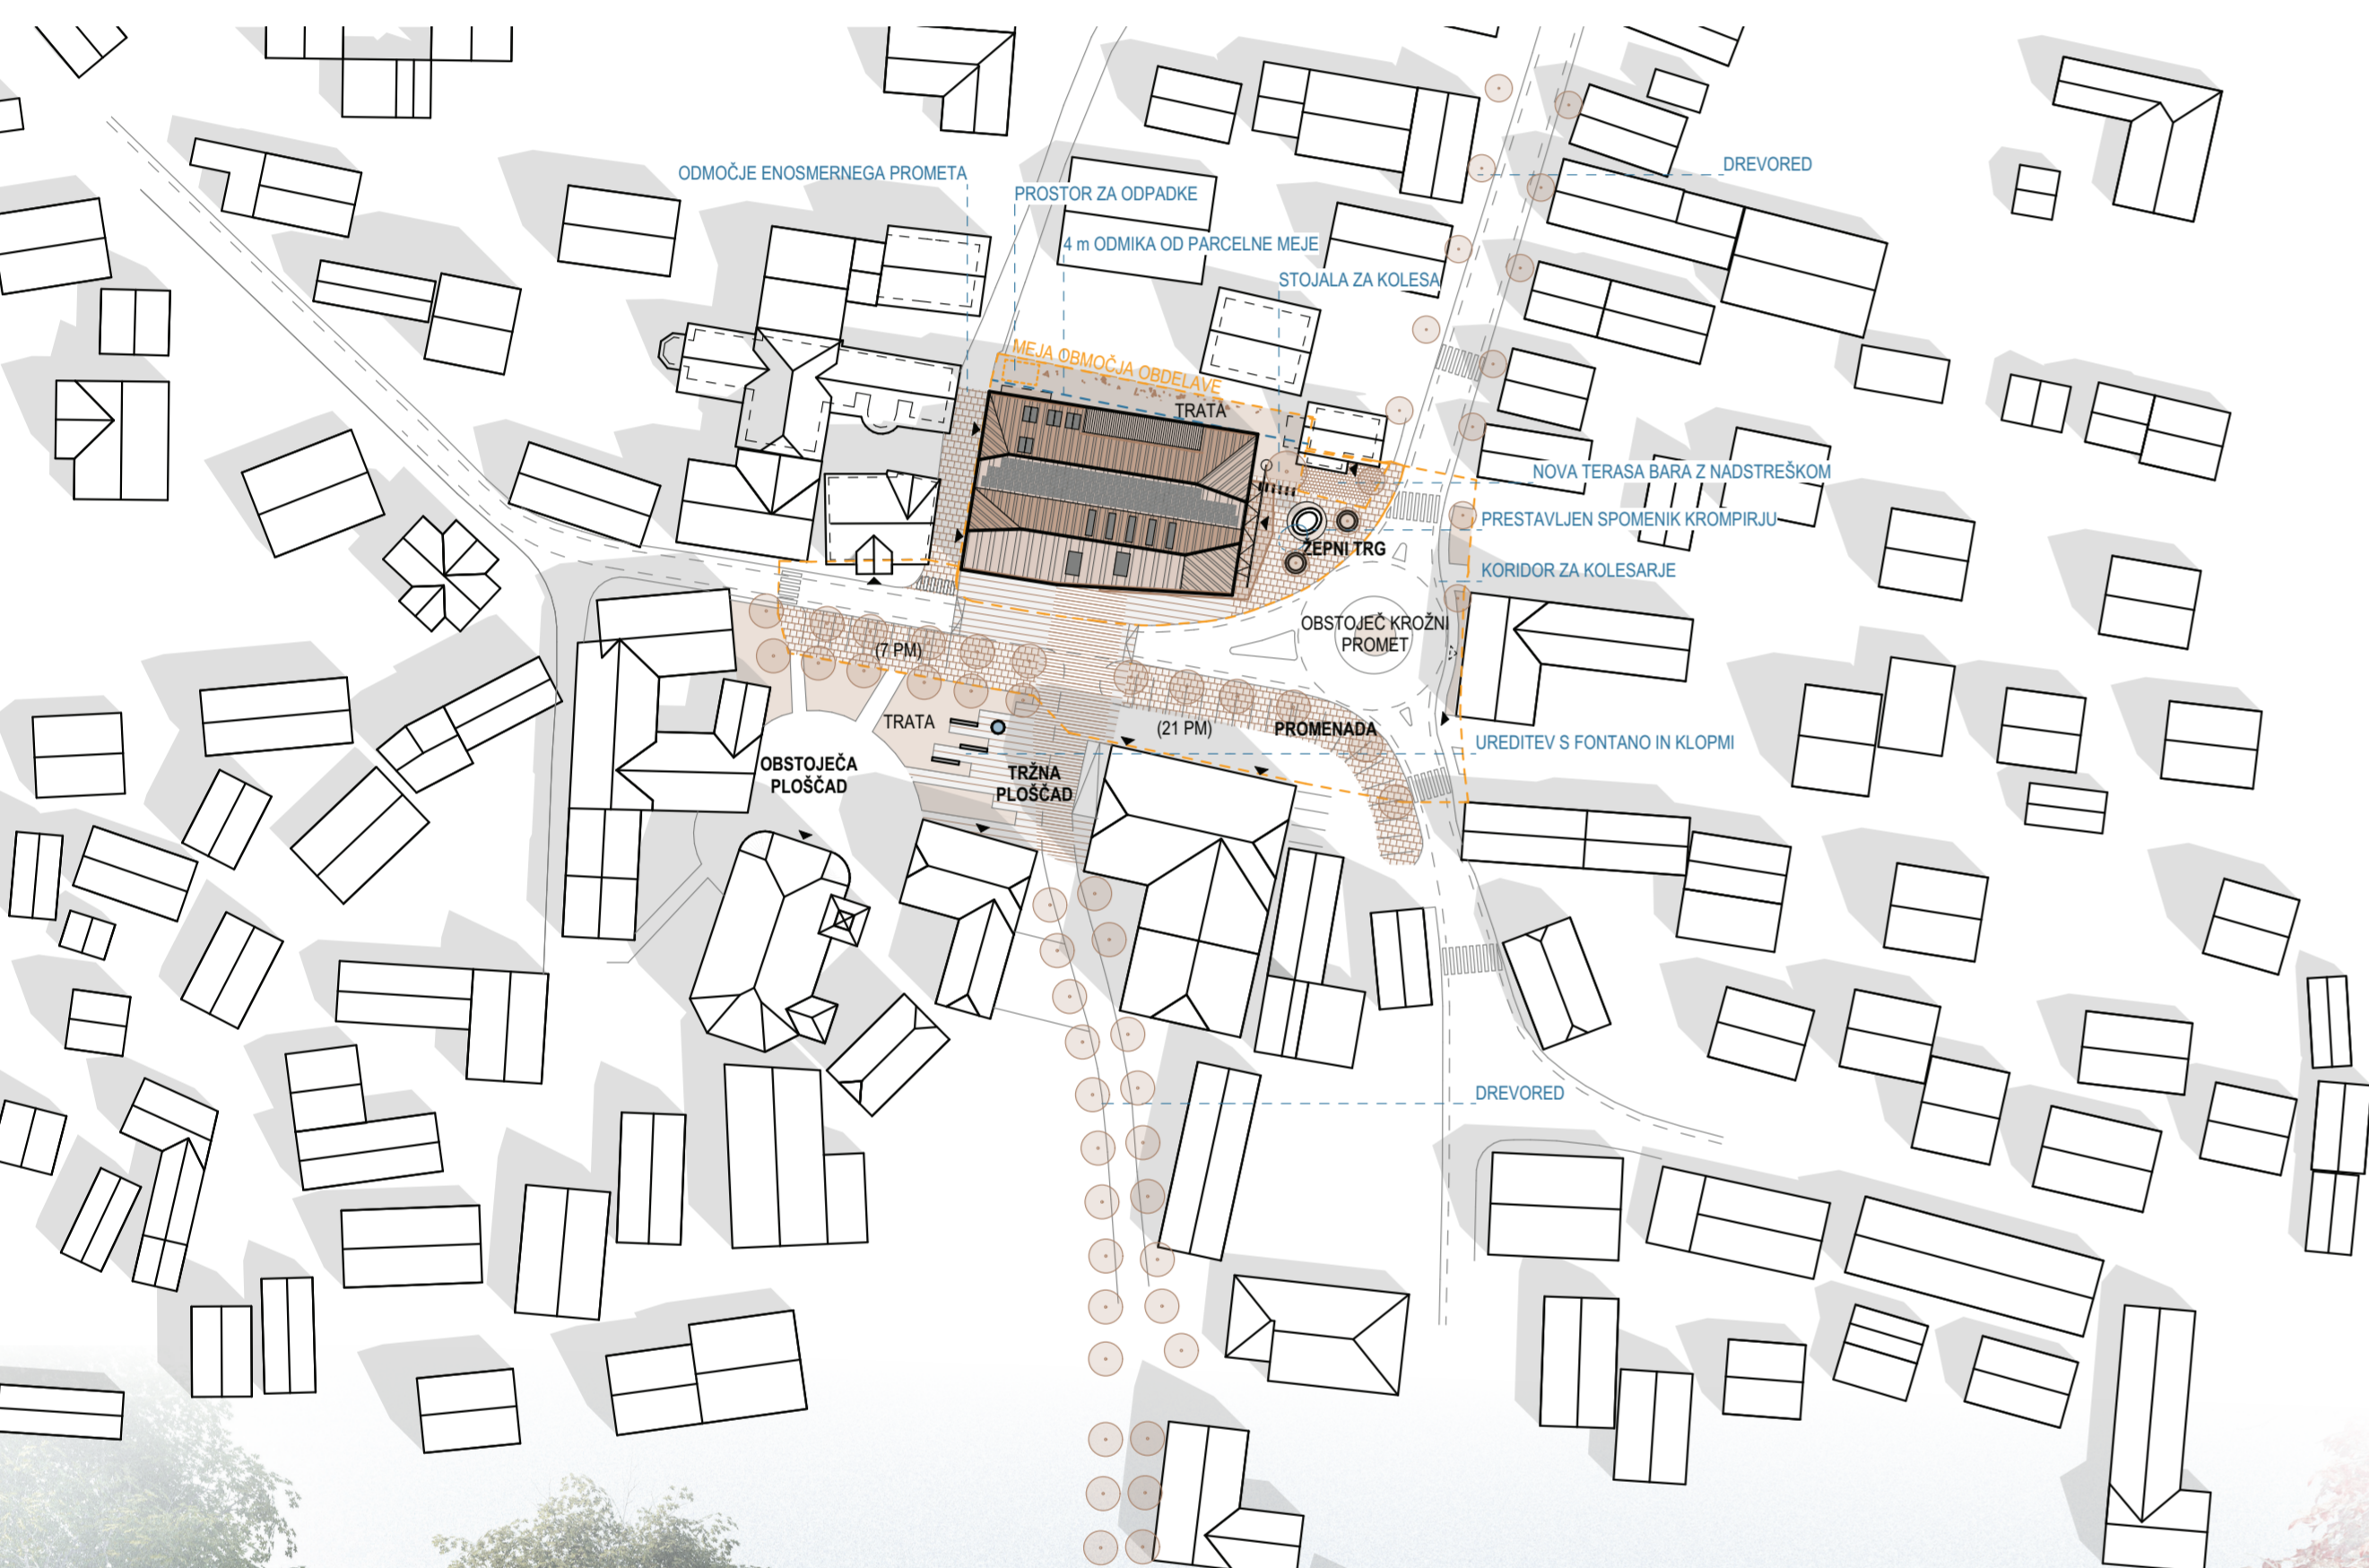 DREVORED
ODMOČJE ENOSMERNEGA PROMETA
PROSTOR ZA ODPADKE
4 m ODMIKA OD PARCELNE MEJE
STOJALA ZA KOLESA
MEJA OBMOČJA OBDELAVE
TRATA
NOVA TERASA BARA Z NADSTREŠKOM
PRESTAVLJEN SPOMENIK KROMPIRJU
ŽEPNI TRG
KORIDOR ZA KOLESARJE
OBSTOJEČ KROŽNI
PROMET
(7 PM)
TRATA
(21 PM)
PROMENADA
UREDITEV S FONTANO IN KLOPMI
OBSTOJEČA
PLOŠČAD
TRŽNA
PLOŠČAD
DREVORED